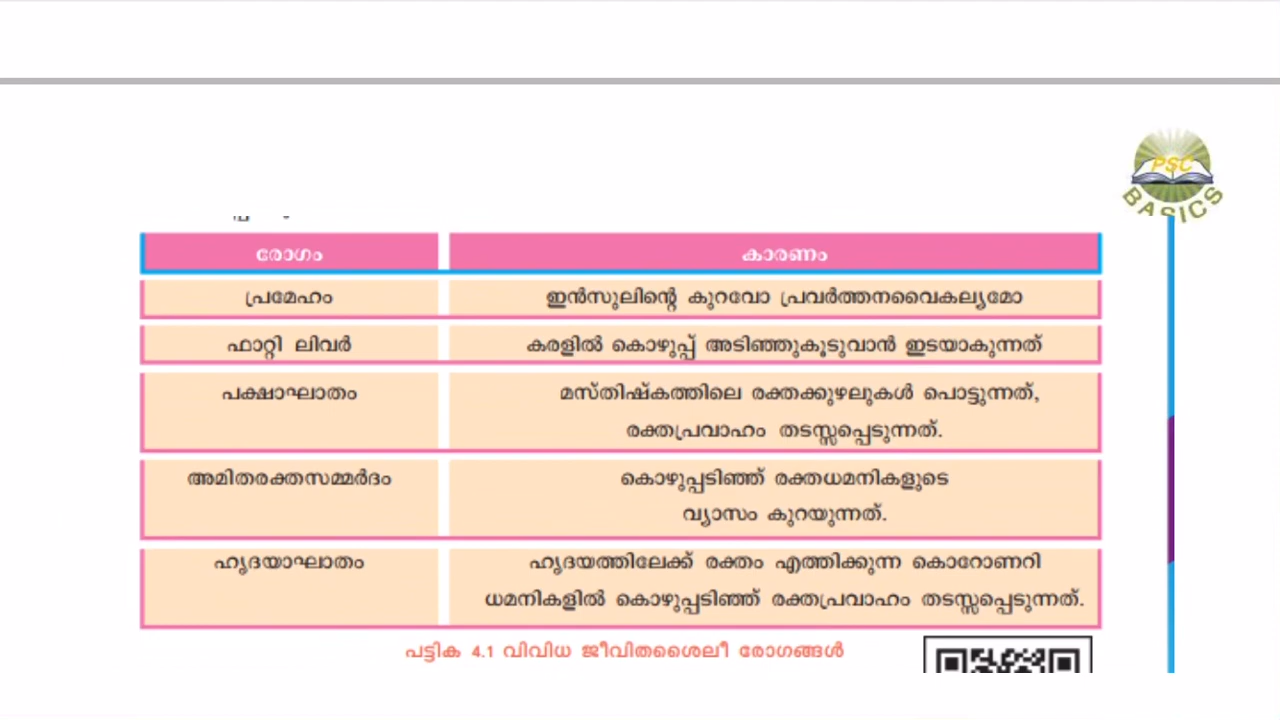 PSC
BASICS
രോഗം കാരണം
പ്രമേഹം ഇൻസുലിന്റെ കുറവോ പ്രവർത്തനവൈകല്യമോ
ഫാറ്റി ലിവർ കരളിൽ കൊഴുപ്പ് അടിഞ്ഞുകൂടുവാൻ ഇടയാകുന്നത്
പക്ഷാഘാതം മസ്തിഷ്കത്തിലെ രക്തക്കുഴലുകൾ പൊട്ടുന്നത്,
രക്തപ്രവാഹം തടസ്സപ്പെടുന്നത്.
അമിതരക്തസമ്മർദം കൊഴുപ്പടിഞ്ഞ് രക്തധമനികളുടെ
വ്യാസം കുറയുന്നത്.
ഹൃദയാഘാതം ഹൃദയത്തിലേക്ക് രക്തം എത്തിക്കുന്ന കൊറോണറി
ധമനികളിൽ കൊഴുപ്പടിഞ്ഞ് രക്തപ്രവാഹം തടസ്സപ്പെടുന്നത്.
പട്ടിക 4.1 വിവിധ ജീവിതശൈലീ രോഗങ്ങൾ